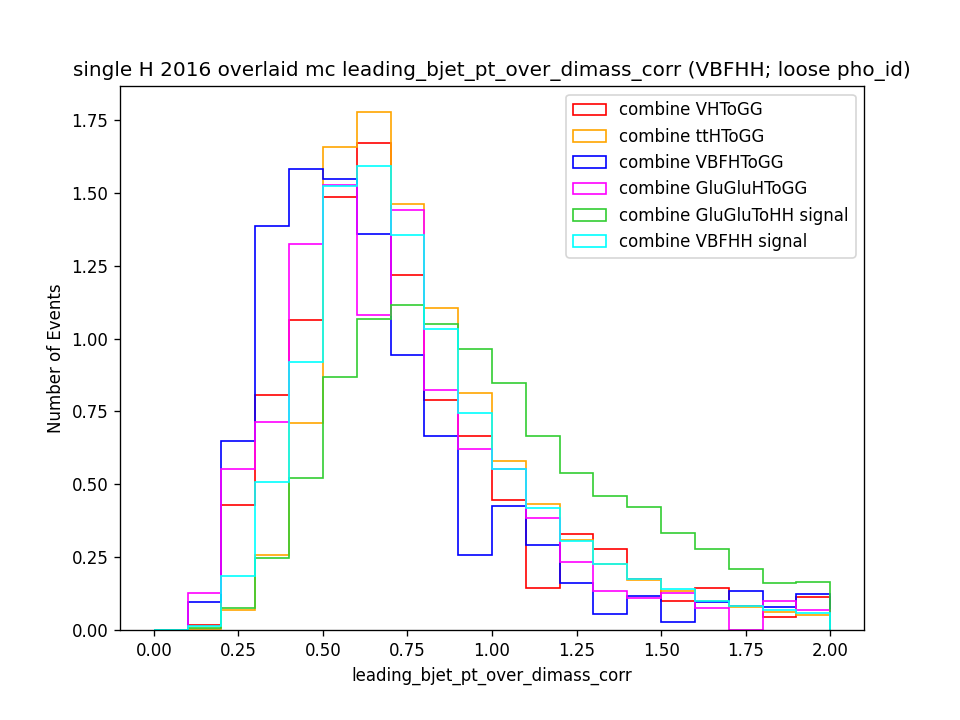 single H 2016 overlaid mc leading_bjet_pt_over_dimass_corr (VBFHH; loose pho_id)
combine VHToGG
combine ttHToGG
combine VBFHToGG
combine GluGluHToGG
combine GluGluToHH signal
combine VBFHH signal
Number of Events
1.75
1.50
1.25
1.00
0.75
0.50
0.25
0.00
0.00 0.25 0.50 0.75 1.00 1.25 1.50 1.75 2.00
leading_bjet_pt_over_dimass_corr